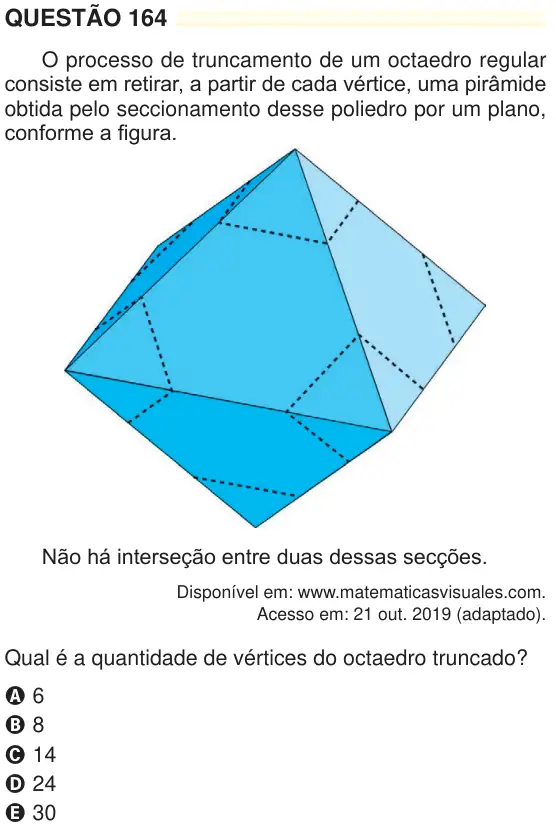 QUESTÃO 164
O processo de truncamento de um octaedro regular
consiste em retirar, a partir de cada vértice, uma pirâmide
obtida pelo seccionamento desse poliedro por um plano,
conforme a figura.
Não há interseção entre duas dessas secções.
Disponível em: www.matematicasvisuales.com.
Acesso em: 21 out. 2019 (adaptado).
Qual é a quantidade de vértices do octaedro truncado?
A 6
B 8
C 14
D 24
E 30